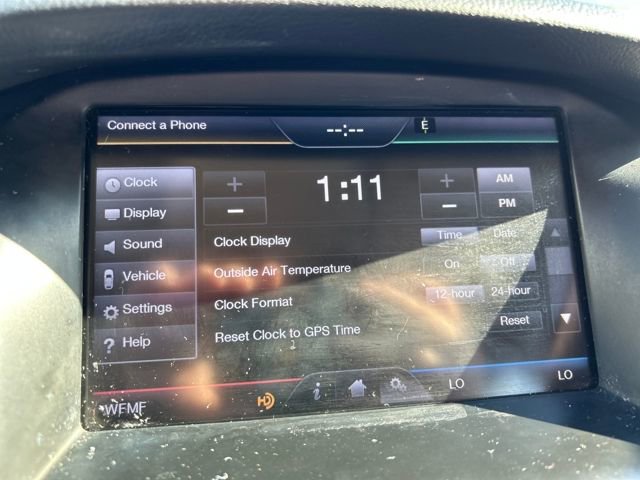 Connect a Phone --:-- E
Clock + 1:11 + AM
Display − − PM
Sound Clock Display Time Date
Vehicle Outside Air Temperature On Off
Settings Clock Format 12-hour 24-hour
Help Reset Clock to GPS Time Reset
WFMF HD i LO LO